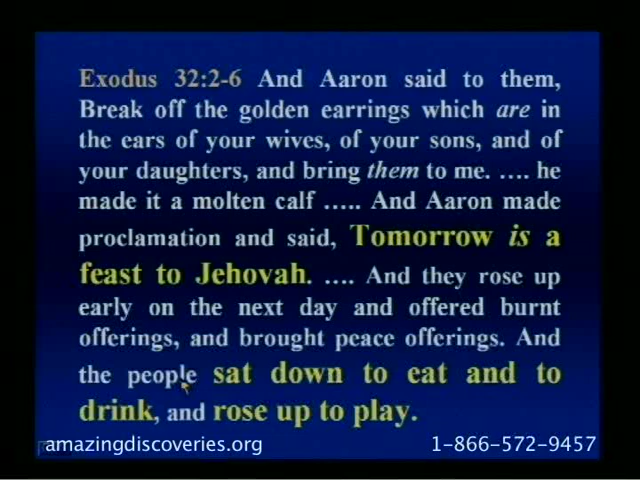 Exodus 32:2-6 And Aaron said to them,
Break off the golden earrings which are in
the ears of your wives, of your sons, and of
your daughters, and bring them to me. .... he
made it a molten calf ..... And Aaron made
proclamation and said, Tomorrow is a
feast to Jehovah. .... And they rose up
early on the next day and offered burnt
offerings, and brought peace offerings. And
the people sat down to eat and to
drink, and rose up to play.
amazingdiscoveries.org 1-866-572-9457